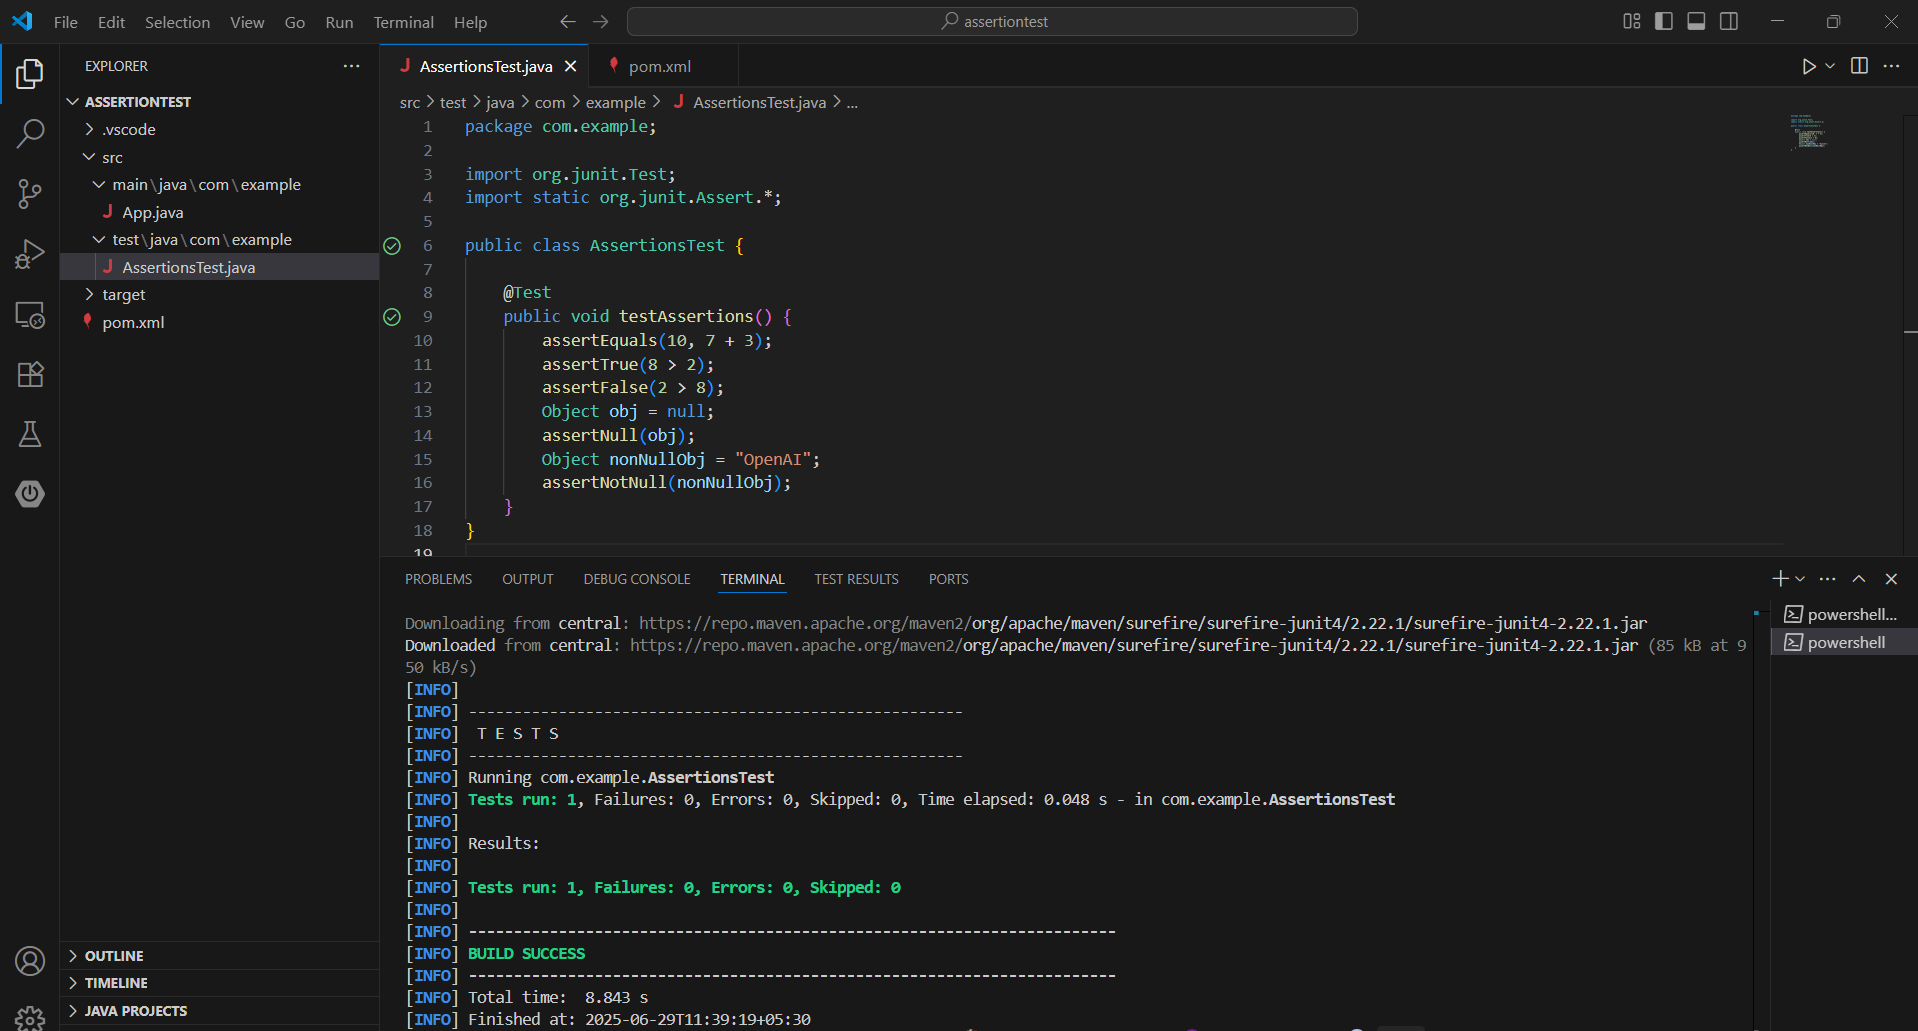 File Edit Selection View Go Run Terminal Help
assertiontest
EXPLORER
ASSERTIONTEST
.vscode
src
main\java\com\example
App.java
test\java\com\example
AssertionsTest.java
target
pom.xml
OUTLINE
TIMELINE
JAVA PROJECTS
AssertionsTest.java
pom.xml
src > test > java > com > example > AssertionsTest.java > ...
1 package com.example;
2
3 import org.junit.Test;
4 import static org.junit.Assert.*;
5
6 public class AssertionsTest {
7
8 @Test
9 public void testAssertions() {
10 assertEquals(10, 7 + 3);
11 assertTrue(8 > 2);
12 assertFalse(2 > 8);
13 Object obj = null;
14 assertNull(obj);
15 Object nonNullObj = "OpenAI";
16 assertNotNull(nonNullObj);
17 }
18 }
19
PROBLEMS OUTPUT DEBUG CONSOLE TERMINAL TEST RESULTS PORTS
Downloading from central: https://repo.maven.apache.org/maven2/org/apache/maven/surefire/surefire-junit4/2.22.1/surefire-junit4-2.22.1.jar
Downloaded from central: https://repo.maven.apache.org/maven2/org/apache/maven/surefire/surefire-junit4/2.22.1/surefire-junit4-2.22.1.jar (85 kB at 9
50 kB/s)
[INFO]
[INFO] -------------------------------------------------------
[INFO]  T E S T S
[INFO] -------------------------------------------------------
[INFO] Running com.example.AssertionsTest
[INFO] Tests run: 1, Failures: 0, Errors: 0, Skipped: 0, Time elapsed: 0.048 s - in com.example.AssertionsTest
[INFO]
[INFO] Results:
[INFO]
[INFO] Tests run: 1, Failures: 0, Errors: 0, Skipped: 0
[INFO]
[INFO] ------------------------------------------------------------------------
[INFO] BUILD SUCCESS
[INFO] ------------------------------------------------------------------------
[INFO] Total time:  8.843 s
[INFO] Finished at: 2025-06-29T11:39:19+05:30
powershell...
powershell